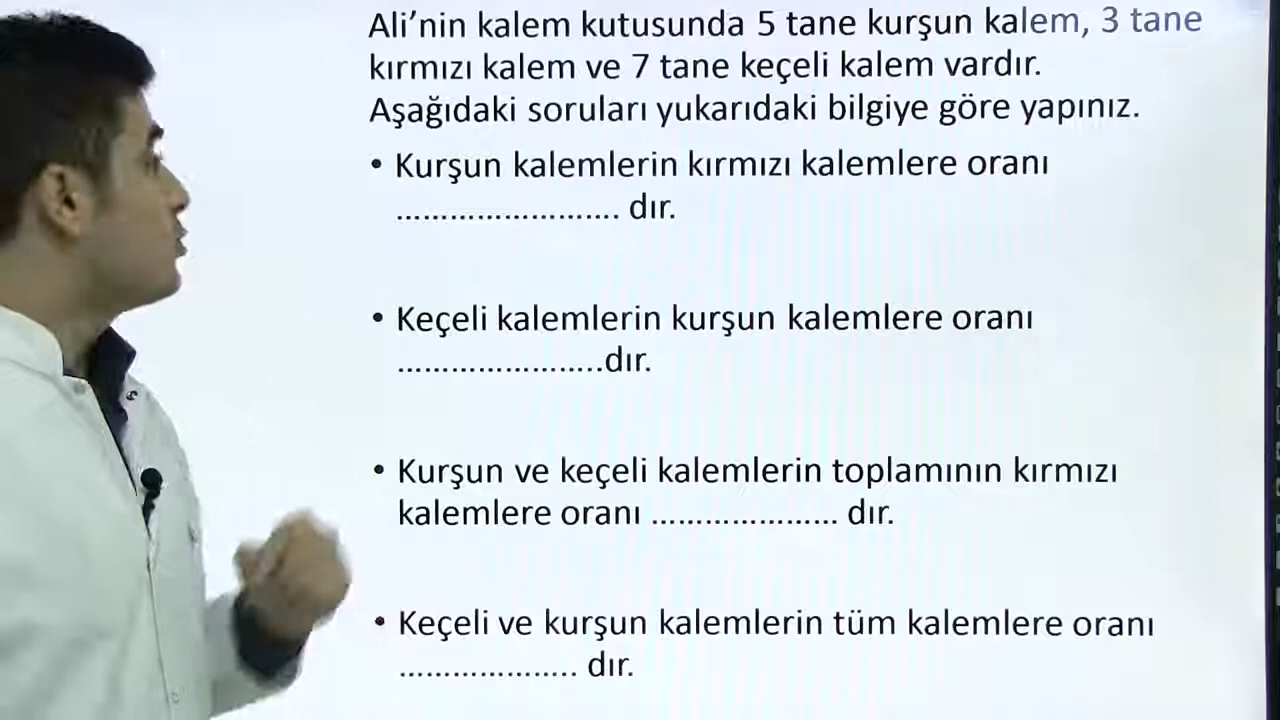 Ali’nin kalem kutusunda 5 tane kurşun kalem, 3 tane
kırmızı kalem ve 7 tane keçeli kalem vardır.
Aşağıdaki soruları yukarıdaki bilgiye göre yapınız.
• Kurşun kalemlerin kırmızı kalemlere oranı
......................... dır.
• Keçeli kalemlerin kurşun kalemlere oranı
.......................dır.
• Kurşun ve keçeli kalemlerin toplamının kırmızı
kalemlere oranı ..................... dır.
• Keçeli ve kurşun kalemlerin tüm kalemlere oranı
.................... dır.